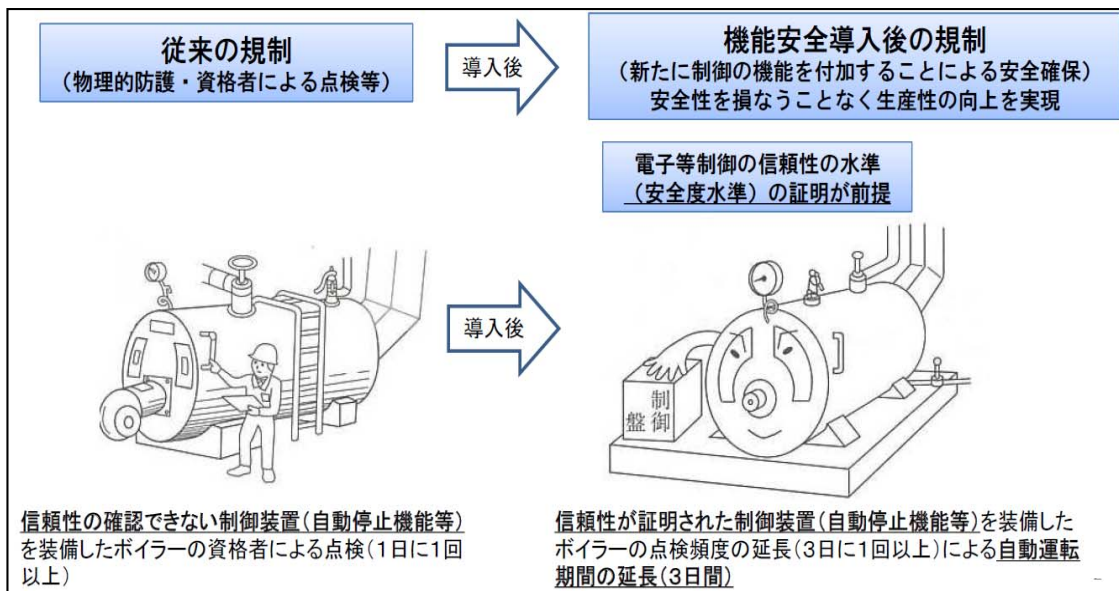 従来の規制
（物理的防護・資格者による点検等）
導入後
機能安全導入後の規制
（新たに制御の機能を付加することによる安全確保）
安全性を損なうことなく生産性の向上を実現
電子等制御の信頼性の水準
（安全度水準）の証明が前提
導入後
制御
盤
信頼性の確認できない制御装置（自動停止機能等）
を装備したボイラーの資格者による点検（1日に1回
以上）
信頼性が証明された制御装置（自動停止機能等）を装備した
ボイラーの点検頻度の延長（3日に1回以上）による自動運転
期間の延長（3日間）